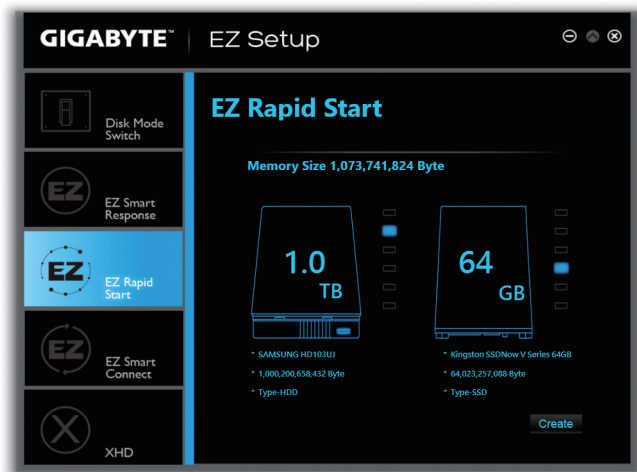 GIGABYTE™ EZ Setup
Disk Mode
Switch
EZ
EZ Smart
Response
EZ
EZ Rapid
Start
EZ
EZ Smart
Connect
X
XHD
EZ Rapid Start
Memory Size 1,073,741,824 Byte
1.0
TB
* SAMSUNG HD103UJ
* 1,000,200,658,432 Byte
* Type-HDD
64
GB
* Kingston SSDNow V Series 64GB
* 64,023,257,088 Byte
* Type-SSD
Create